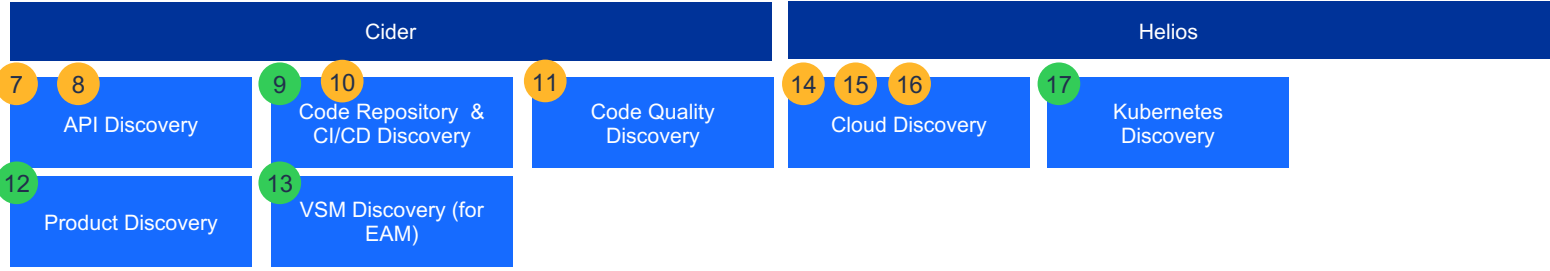 Cider
Helios
7
8
9
10
11
14
15
16
17
API Discovery
Code Repository & 
CI/CD Discovery
Code Quality
Discovery
Cloud Discovery
Kubernetes
Discovery
12
13
Product Discovery
VSM Discovery (for
EAM)